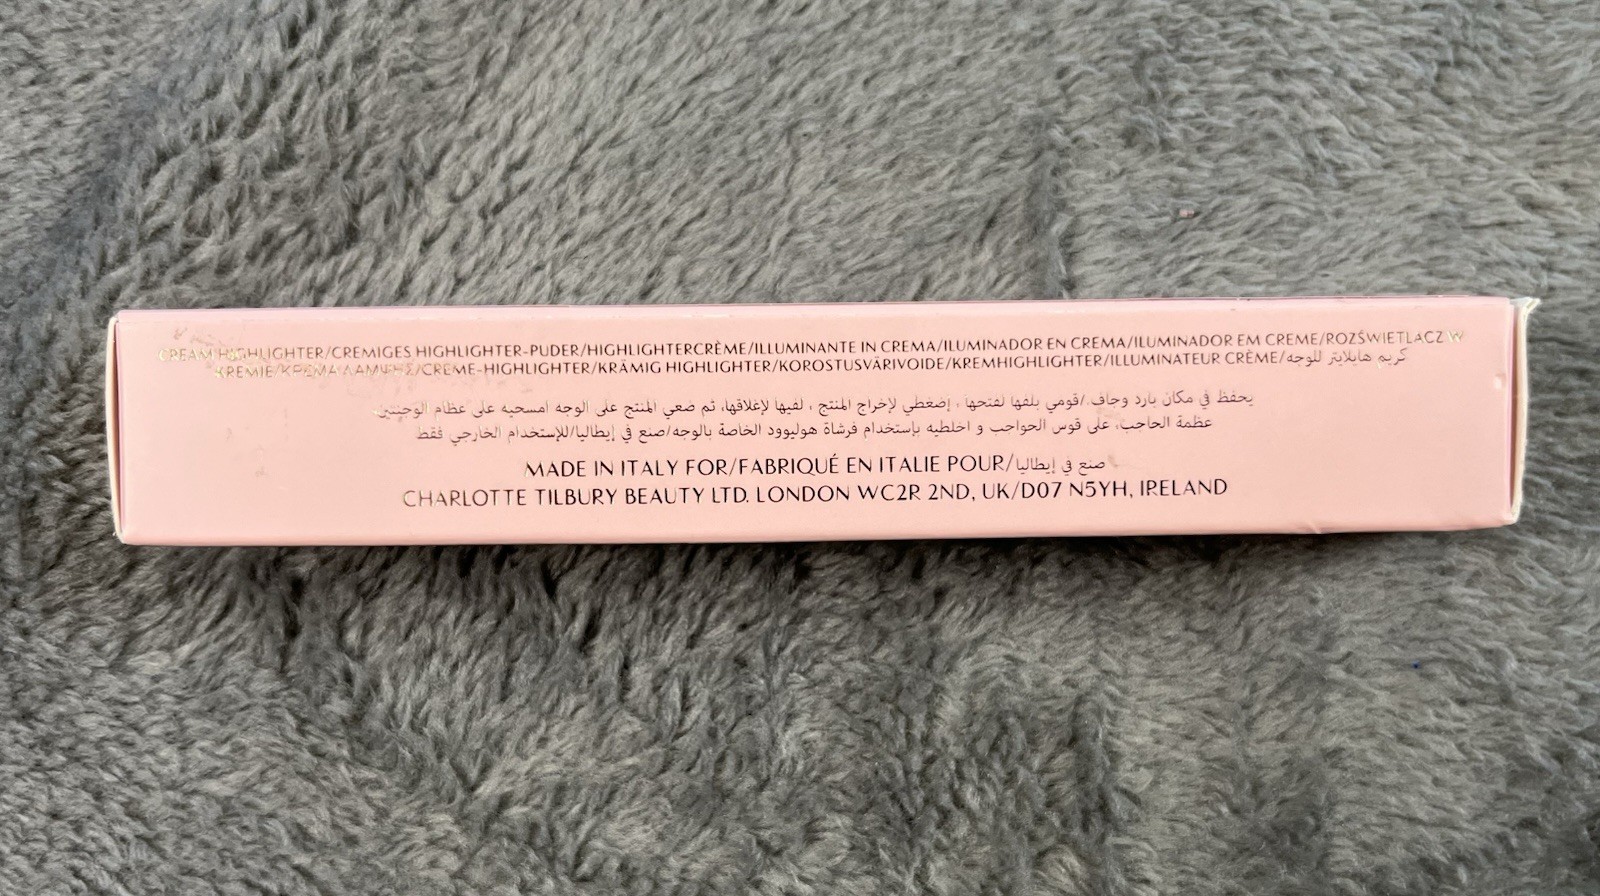 CREAM HIGHLIGHTER/CREMIGES HIGHLIGHTER-PUDER/HIGHLIGHTERCRÈME/ILLUMINANTE IN CREMA/ILUMINADOR EN CREMA/ILUMINADOR EM CREME/ROZŚWIETLACZ W
KREMIE/ΚΡΕΜΑ ΛΑΜΨΗΣ/CRÈME-HIGHLIGHTER/KRÄMIG HIGHLIGHTER/KOROSTUSVÄRIVOIDE/KREMHIGHLIGHTER/ILLUMINATEUR CRÈME/كريم هايلايتر للوجه
يحفظ في مكان بارد وجاف /قومي بلفها لفتحها ، إضغطي لإخراج المنتج ، لفيها لإغلاقها، ثم ضعي المنتج على الوجه امسحيه على عظام الوجنتين،
عظمة الحاجب، على قوس الحواجب و اخلطيه بإستخدام فرشاة هوليوود الخاصة بالوجه/صنع في إيطاليا/للإستخدام الخارجي فقط
MADE IN ITALY FOR/FABRIQUÉ EN ITALIE POUR/صنع في إيطاليا
CHARLOTTE TILBURY BEAUTY LTD. LONDON WC2R 2ND, UK/D07 N5YH, IRELAND